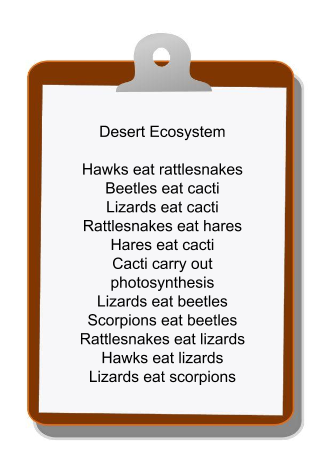 Desert Ecosystem
Hawks eat rattlesnakes
Beetles eat cacti
Lizards eat cacti
Rattlesnakes eat hares
Hares eat cacti
Cacti carry out
photosynthesis
Lizards eat beetles
Scorpions eat beetles
Rattlesnakes eat lizards
Hawks eat lizards
Lizards eat scorpions